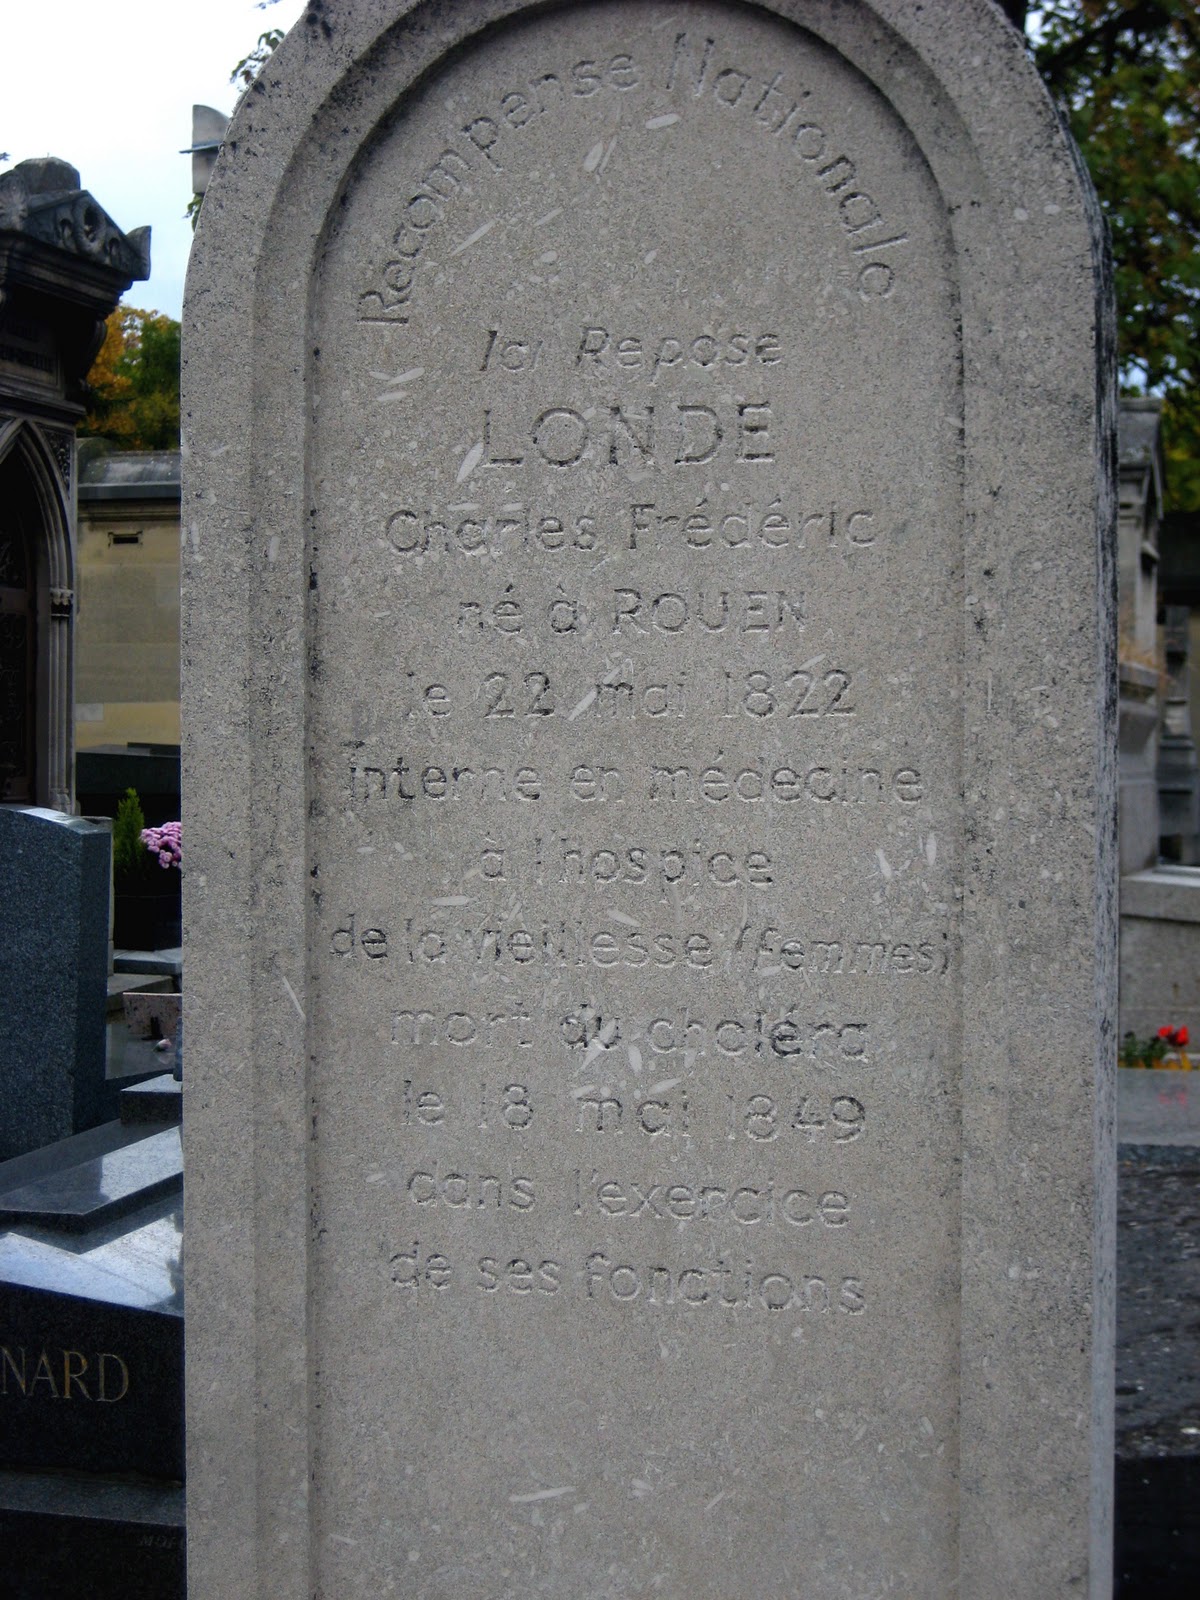 Recompense Nationale
Ici Repose
LONDE
Charles Frédéric
né à ROUEN
le 22 mai 1822
interne en médecine
à l'hospice
de la vieillesse (femmes)
mort du choléra
le 18 mai 1849
dans l'exercice
de ses fonctions
NARD